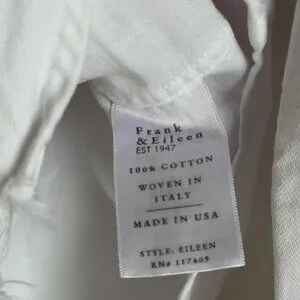 Frank
& Eileen
EST 1947
100% COTTON
WOVEN IN
ITALY
MADE IN USA
STYLE: EILEEN
RN# 117409